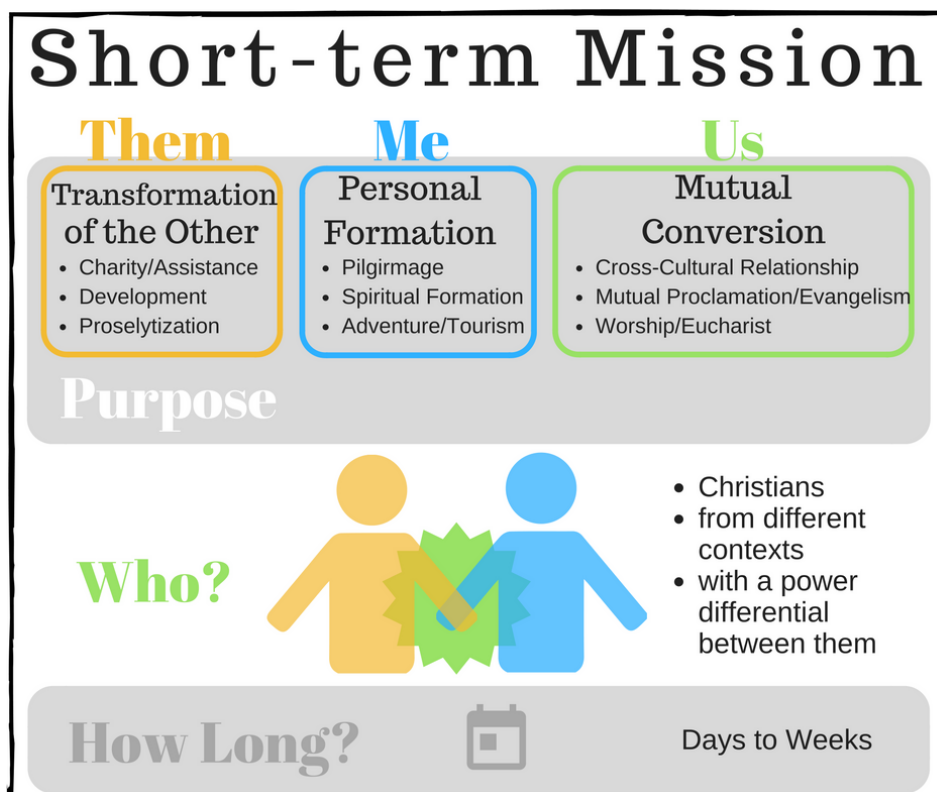 Short-term Mission
Them
Me
Us
Transformation
of the Other
• Charity/Assistance
• Development
• Proselytization
Personal
Formation
• Pilgirmage
• Spiritual Formation
• Adventure/Tourism
Mutual
Conversion
• Cross-Cultural Relationship
• Mutual Proclamation/Evangelism
• Worship/Eucharist
Purpose
Who?
• Christians
• from different
contexts
• with a power
differential
between them
How Long?
Days to Weeks